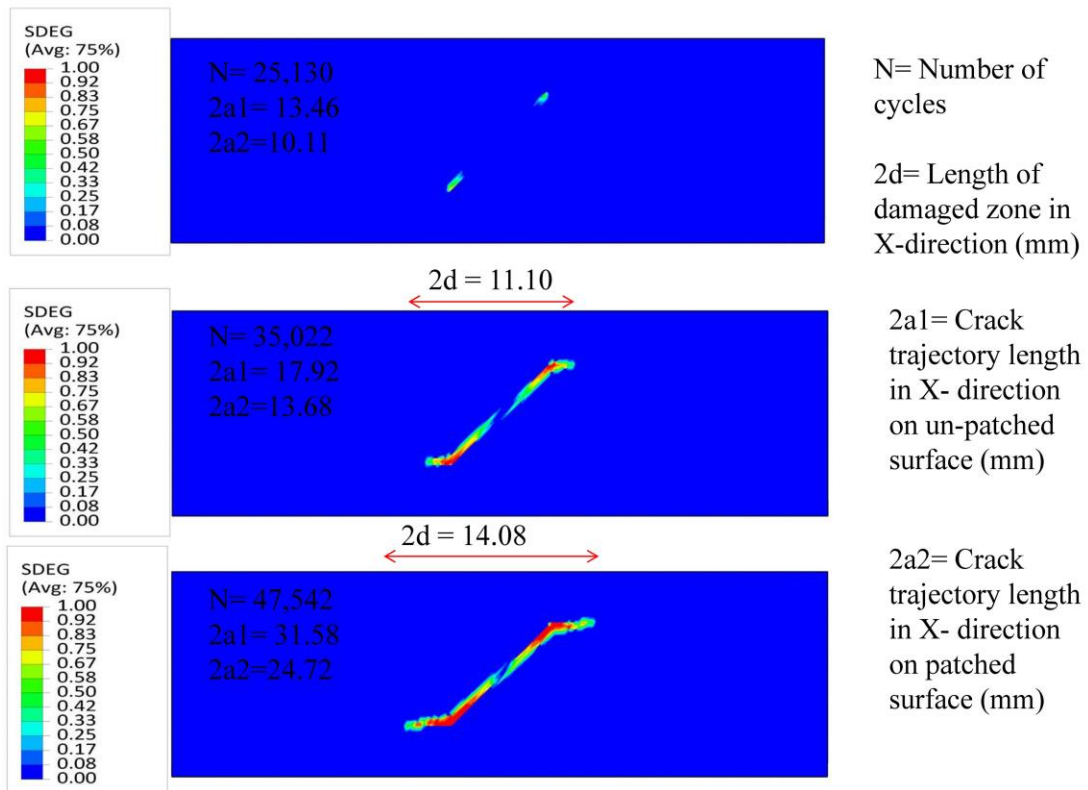 SDEG
(Avg: 75%)
1.00
0.92
0.83
0.75
0.67
0.58
0.50
0.42
0.33
0.25
0.17
0.08
0.00
N= 25,130
2a1= 13.46
2a2=10.11
N= Number of
cycles
2d= Length of
damaged zone in
X-direction (mm)
2d = 11.10
SDEG
(Avg: 75%)
1.00
0.92
0.83
0.75
0.67
0.58
0.50
0.42
0.33
0.25
0.17
0.08
0.00
N= 35,022
2a1= 17.92
2a2=13.68
2a1= Crack
trajectory length
in X- direction
on un-patched
surface (mm)
2d = 14.08
SDEG
(Avg: 75%)
1.00
0.92
0.83
0.75
0.67
0.58
0.50
0.42
0.33
0.25
0.17
0.08
0.00
N= 47,542
2a1= 31.58
2a2=24.72
2a2= Crack
trajectory length
in X- direction
on patched
surface (mm)